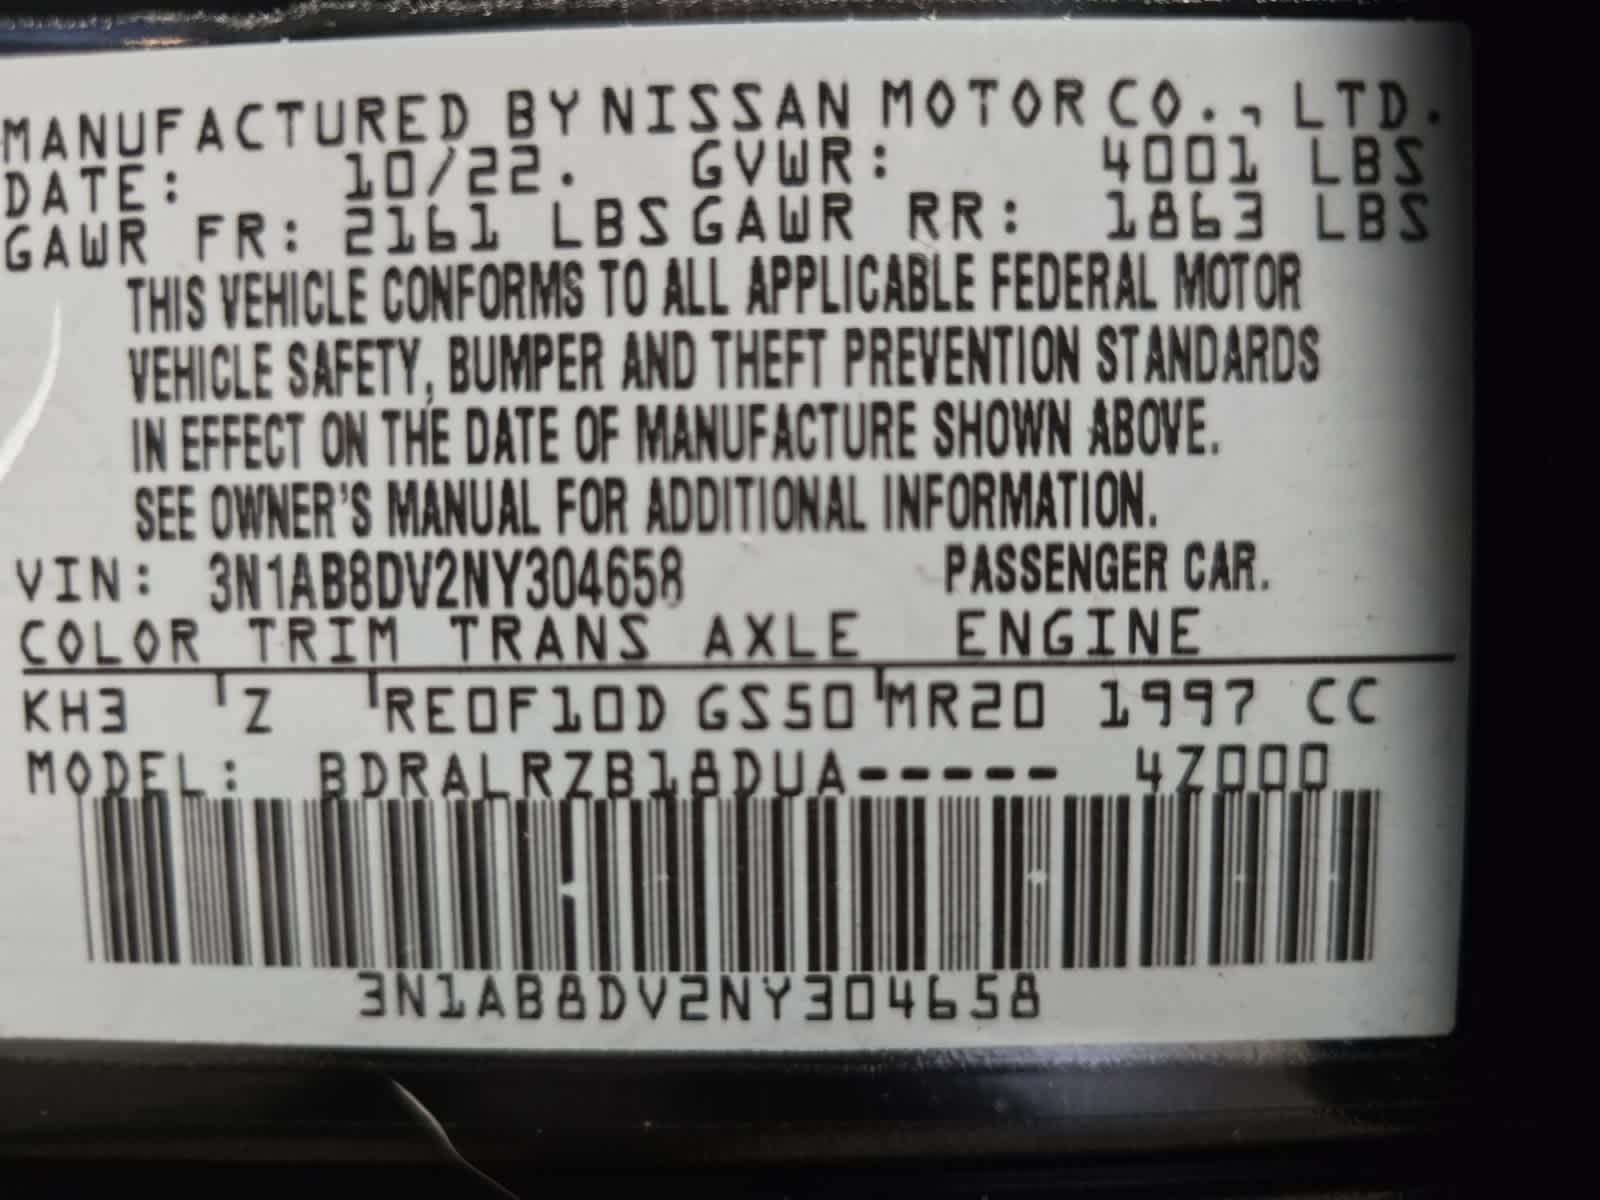 MANUFACTURED BY NISSAN MOTOR CO., LTD.
DATE: 10/22. GVWR: 4001 LBS
GAWR FR: 2161 LBS GAWR RR: 1863 LBS
THIS VEHICLE CONFORMS TO ALL APPLICABLE FEDERAL MOTOR
VEHICLE SAFETY, BUMPER AND THEFT PREVENTION STANDARDS
IN EFFECT ON THE DATE OF MANUFACTURE SHOWN ABOVE.
SEE OWNER'S MANUAL FOR ADDITIONAL INFORMATION.
VIN: 3N1AB8DV2NY304658 PASSENGER CAR.
COLOR TRIM TRANS AXLE ENGINE
KH3 Z RE0F10D GS50 MR20 1997 CC
MODEL: BDRALRZB18DUA----- 4Z000
3N1AB8DV2NY304658